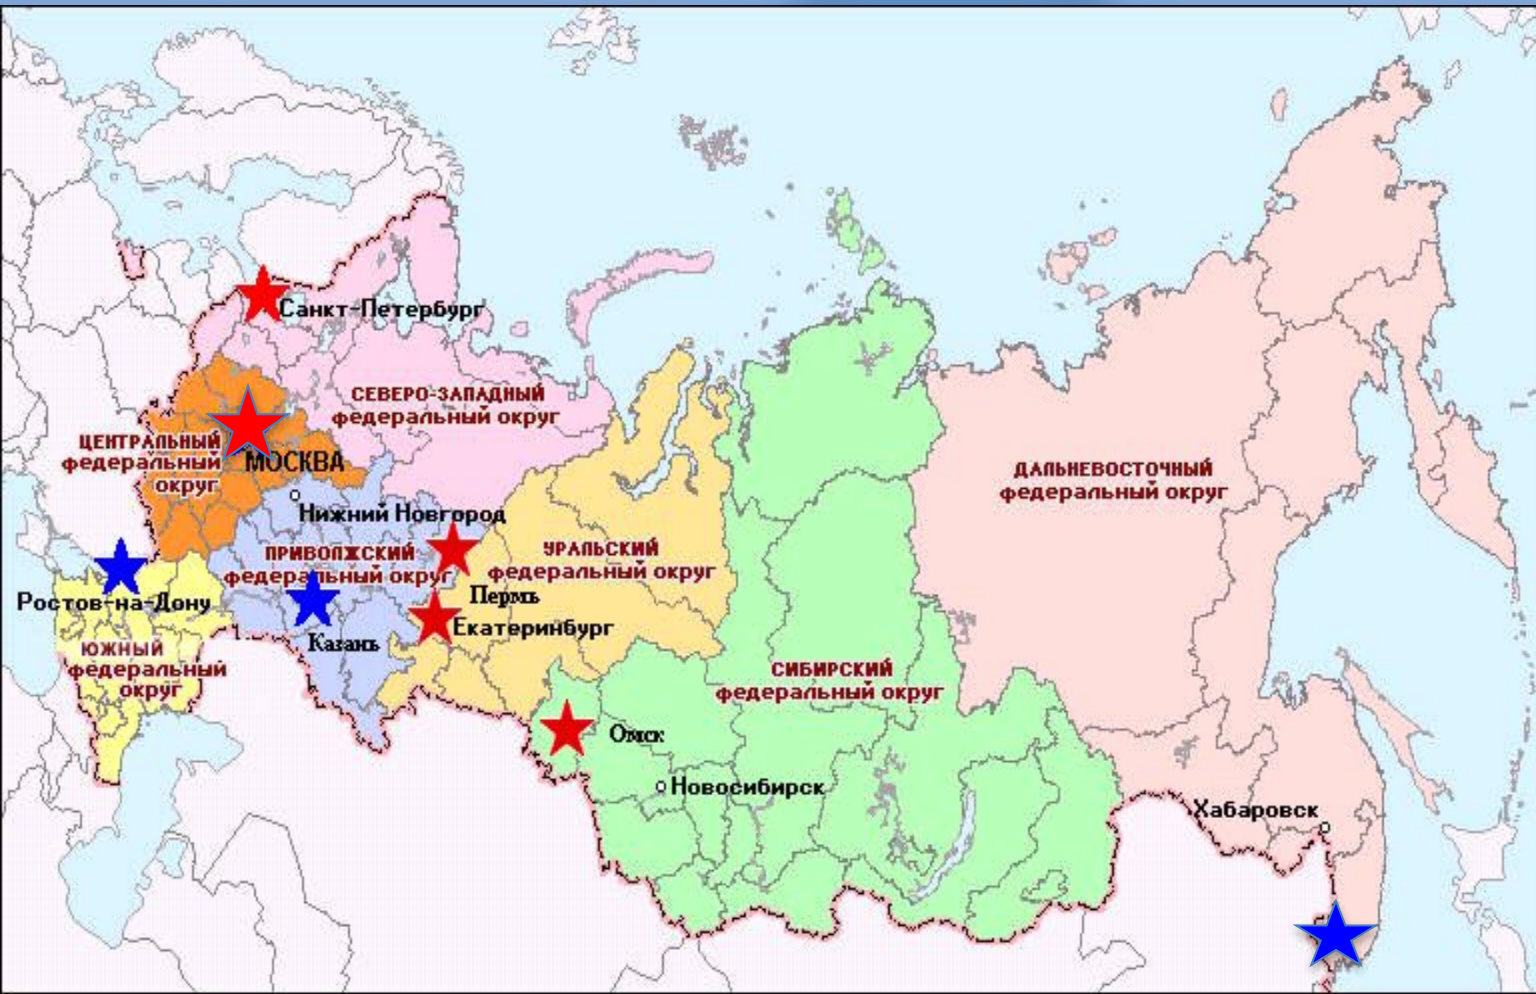 Санкт-Петербург
СЕВЕРО-ЗАПАДНЫЙ
федеральный округ
ЦЕНТРАЛЬНЫЙ
федеральный
округ
МОСКВА
ДАЛЬНЕВОСТОЧНЫЙ
федеральный округ
Нижний Новгород
ПРИВОЛЖСКИЙ
федеральный округ
УРАЛЬСКИЙ
федеральный округ
Пермь
Ростов-на-Дону
Екатеринбург
Казань
ЮЖНЫЙ
федеральный
округ
СИБИРСКИЙ
федеральный округ
Омск
Новосибирск
Хабаровск